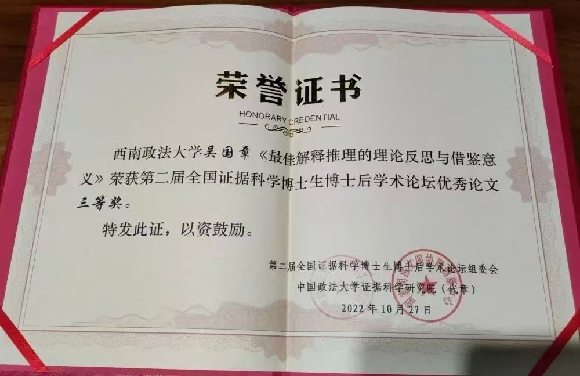 荣誉证书
HONORARY CREDENTIAL
西南政法大学吴国章《最佳解释推理的理论反思与借鉴意
义》荣获第二届全国证据科学博士生博士后学术论坛优秀论文
三等奖。
特发此证，以资鼓励。
第二届全国证据科学博士生博士后学术论坛组委会
中国政法大学证据科学研究院（代章）
2022年10月27日